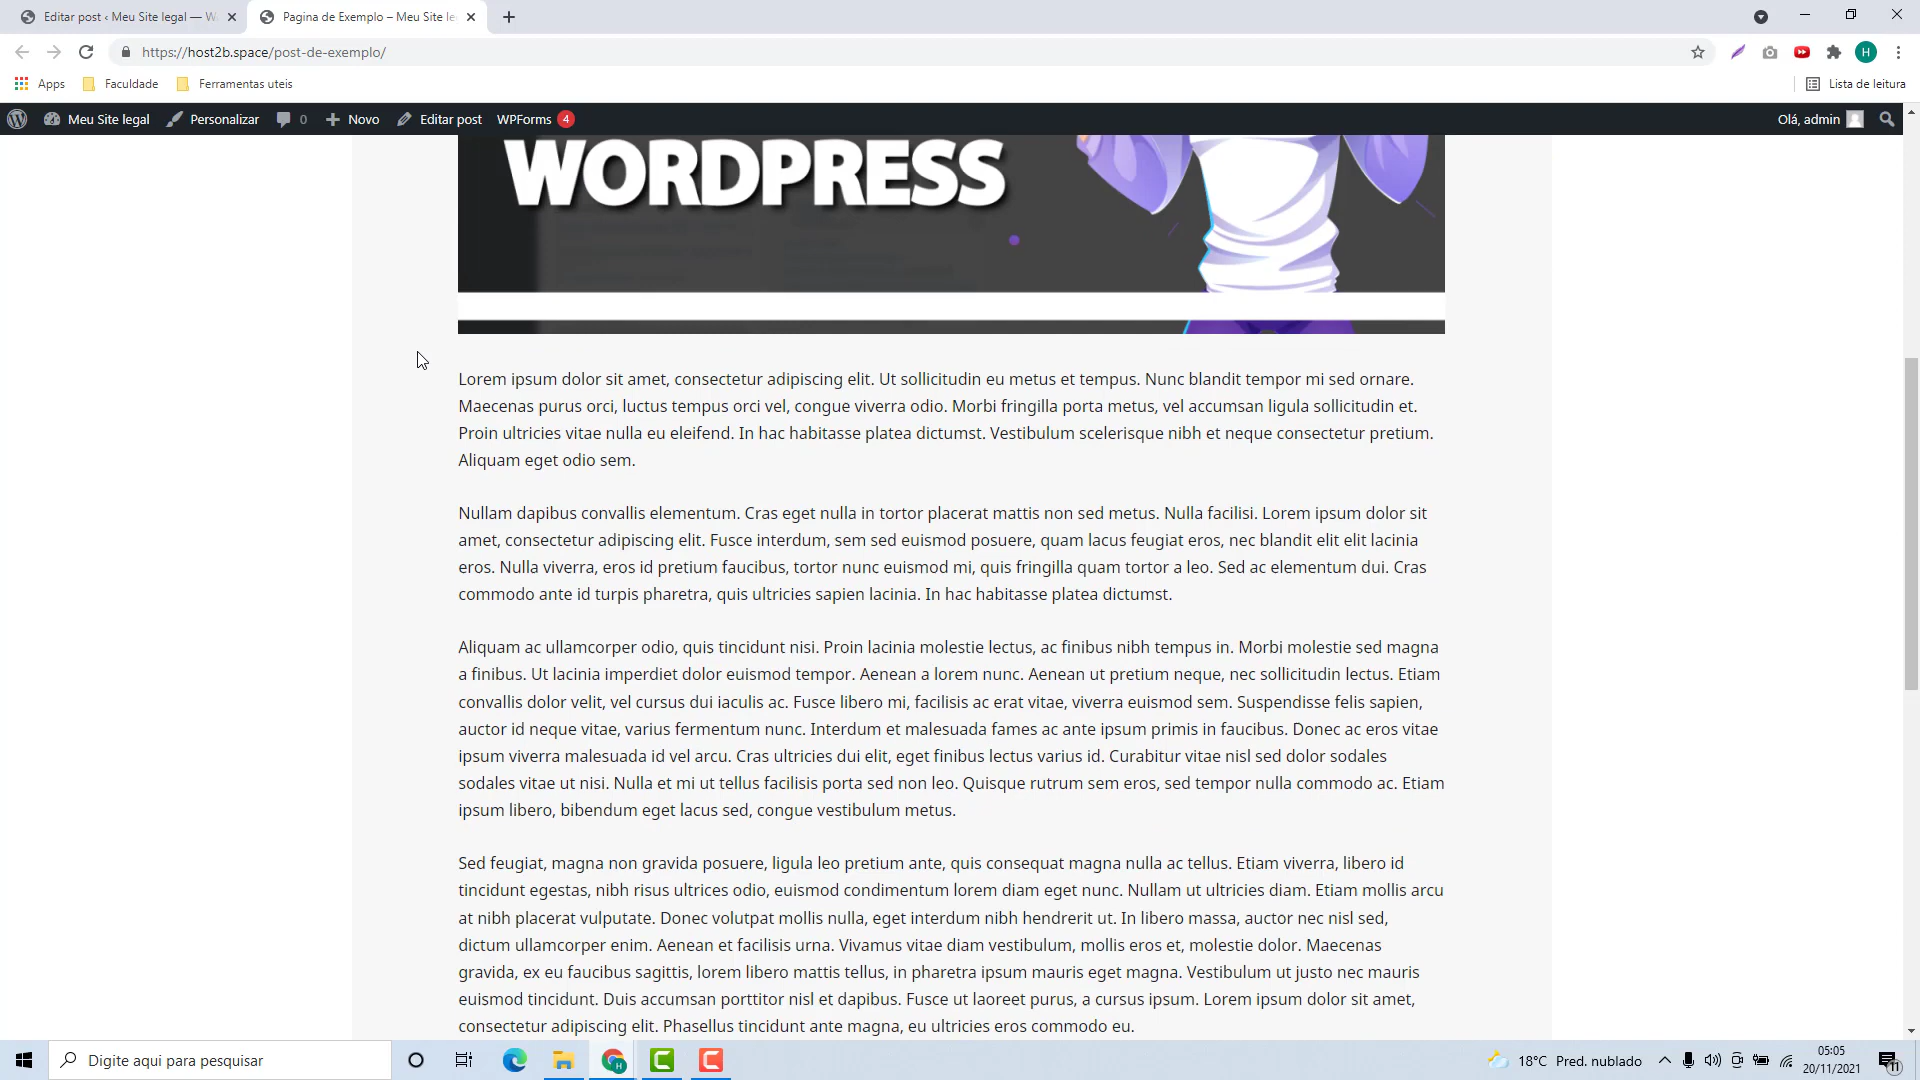 Editar post ‹ Meu Site legal — W
Pagina de Exemplo – Meu Site le
https://host2b.space/post-de-exemplo/
H
Apps
Faculdade
Ferramentas uteis
Lista de leitura
Meu Site legal
Personalizar
0
Novo
Editar post
WPForms 4
Olá, admin
WORDPRESS
Lorem ipsum dolor sit amet, consectetur adipiscing elit. Ut sollicitudin eu metus et tempus. Nunc blandit tempor mi sed ornare.
Maecenas purus orci, luctus tempus orci vel, congue viverra odio. Morbi fringilla porta metus, vel accumsan ligula sollicitudin et.
Proin ultricies vitae nulla eu eleifend. In hac habitasse platea dictumst. Vestibulum scelerisque nibh et neque consectetur pretium.
Aliquam eget odio sem.
Nullam dapibus convallis elementum. Cras eget nulla in tortor placerat mattis non sed metus. Nulla facilisi. Lorem ipsum dolor sit
amet, consectetur adipiscing elit. Fusce interdum, sem sed euismod posuere, quam lacus feugiat eros, nec blandit elit elit lacinia
eros. Nulla viverra, eros id pretium faucibus, tortor nunc euismod mi, quis fringilla quam tortor a leo. Sed ac elementum dui. Cras
commodo ante id turpis pharetra, quis ultricies sapien lacinia. In hac habitasse platea dictumst.
Aliquam ac ullamcorper odio, quis tincidunt nisi. Proin lacinia molestie lectus, ac finibus nibh tempus in. Morbi molestie sed magna
a finibus. Ut lacinia imperdiet dolor euismod tempor. Aenean a lorem nunc. Aenean ut pretium neque, nec sollicitudin lectus. Etiam
convallis dolor velit, vel cursus dui iaculis ac. Fusce libero mi, facilisis ac erat vitae, viverra euismod sem. Suspendisse felis sapien,
auctor id neque vitae, varius fermentum nunc. Interdum et malesuada fames ac ante ipsum primis in faucibus. Donec ac eros vitae
ipsum viverra malesuada id vel arcu. Cras ultricies dui elit, eget finibus lectus varius id. Curabitur vitae nisl sed dolor sodales
sodales vitae ut nisi. Nulla et mi ut tellus facilisis porta sed non leo. Quisque rutrum sem eros, sed tempor nulla commodo ac. Etiam
ipsum libero, bibendum eget lacus sed, congue vestibulum metus.
Sed feugiat, magna non gravida posuere, ligula leo pretium ante, quis consequat magna nulla ac tellus. Etiam viverra, libero id
tincidunt egestas, nibh risus ultrices odio, euismod condimentum lorem diam eget nunc. Nullam ut ultricies diam. Etiam mollis arcu
at nibh placerat vulputate. Donec volutpat mollis nulla, eget interdum nibh hendrerit ut. In libero massa, auctor nec nisl sed,
dictum ullamcorper enim. Aenean et facilisis urna. Vivamus vitae diam vestibulum, mollis eros et, molestie dolor. Maecenas
gravida, ex eu faucibus sagittis, lorem libero mattis tellus, in pharetra ipsum mauris eget magna. Vestibulum ut justo nec mauris
euismod tincidunt. Duis accumsan porttitor nisl et dapibus. Fusce ut laoreet purus, a cursus ipsum. Lorem ipsum dolor sit amet,
consectetur adipiscing elit. Phasellus tincidunt ante magna, eu ultricies eros commodo eu.
Digite aqui para pesquisar
18°C Pred. nublado
05:05
20/11/2021
11